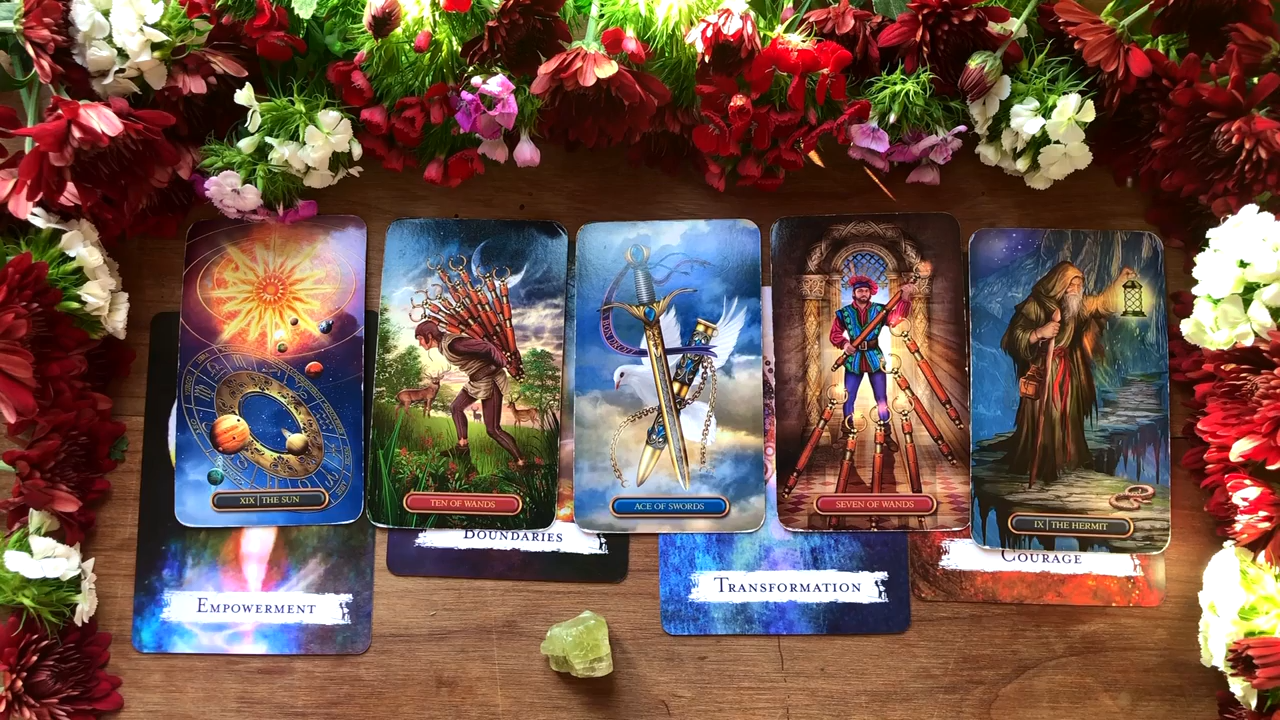 XIX | THE SUN
TEN OF WANDS
ACE OF SWORDS
SEVEN OF WANDS
IX | THE HERMIT
EMPOWERMENT
BOUNDARIES
TRANSFORMATION
COURAGE